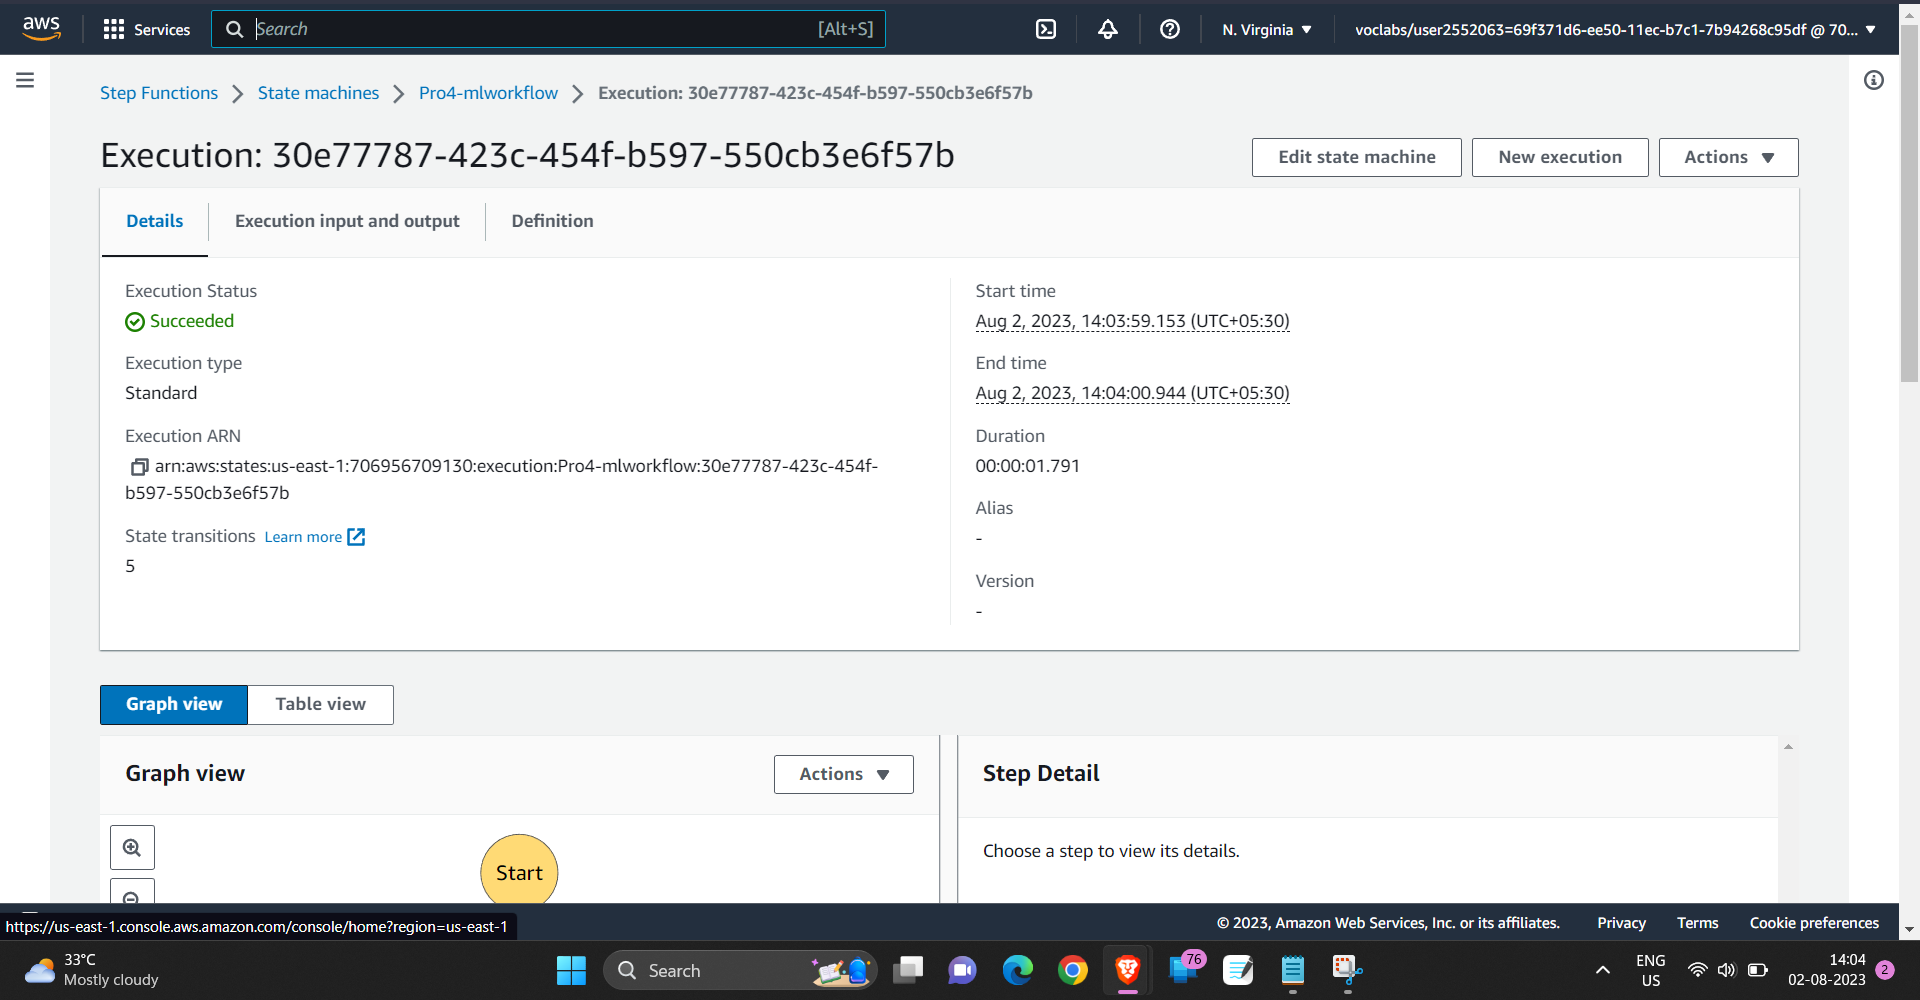 aws
Services
Search
[Alt+S]
N. Virginia
voclabs/user2552063=69f371d6-ee50-11ec-b7c1-7b94268c95df @ 70...
Step Functions
State machines
Pro4-mlworkflow
Execution: 30e77787-423c-454f-b597-550cb3e6f57b
Execution: 30e77787-423c-454f-b597-550cb3e6f57b
Edit state machine
New execution
Actions
Details
Execution input and output
Definition
Execution Status
Succeeded
Execution type
Standard
Execution ARN
arn:aws:states:us-east-1:706956709130:execution:Pro4-mlworkflow:30e77787-423c-454f-
b597-550cb3e6f57b
State transitions Learn more
5
Start time
Aug 2, 2023, 14:03:59.153 (UTC+05:30)
End time
Aug 2, 2023, 14:04:00.944 (UTC+05:30)
Duration
00:00:01.791
Alias
-
Version
-
Graph view
Table view
Graph view
Actions
Start
Step Detail
Choose a step to view its details.
https://us-east-1.console.aws.amazon.com/console/home?region=us-east-1
© 2023, Amazon Web Services, Inc. or its affiliates.
Privacy
Terms
Cookie preferences
33°C
Mostly cloudy
Search
76
ENG
US
14:04
02-08-2023
2